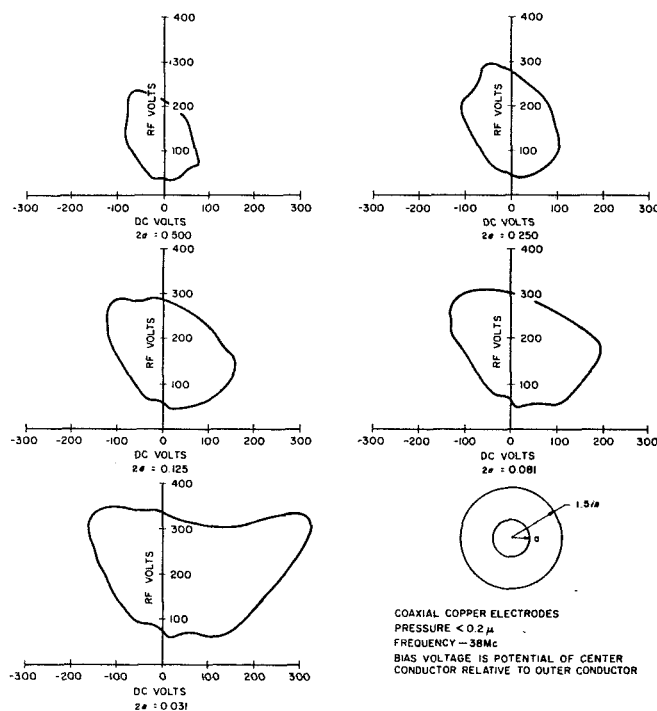 400
300
RF VOLTS
200
100
-300 -200 -100 0 100 200 300
DC VOLTS
2a = 0.500
400
300
RF VOLTS
200
100
-300 -200 -100 0 100 200 300
DC VOLTS
2a = 0.250
400
300
RF VOLTS
200
100
-300 -200 -100 0 100 200 300
DC VOLTS
2a = 0.125
400
300
RF VOLTS
200
100
-300 -200 -100 0 100 200 300
DC VOLTS
2a = 0.081
400
300
RF VOLTS
200
100
-300 -200 -100 0 100 200 300
DC VOLTS
2a = 0.031
a
COAXIAL COPPER ELECTRODES
PRESSURE < 0.2 μ
FREQUENCY — 38Mc
BIAS VOLTAGE IS POTENTIAL OF CENTER
CONDUCTOR RELATIVE TO OUTER CONDUCTOR